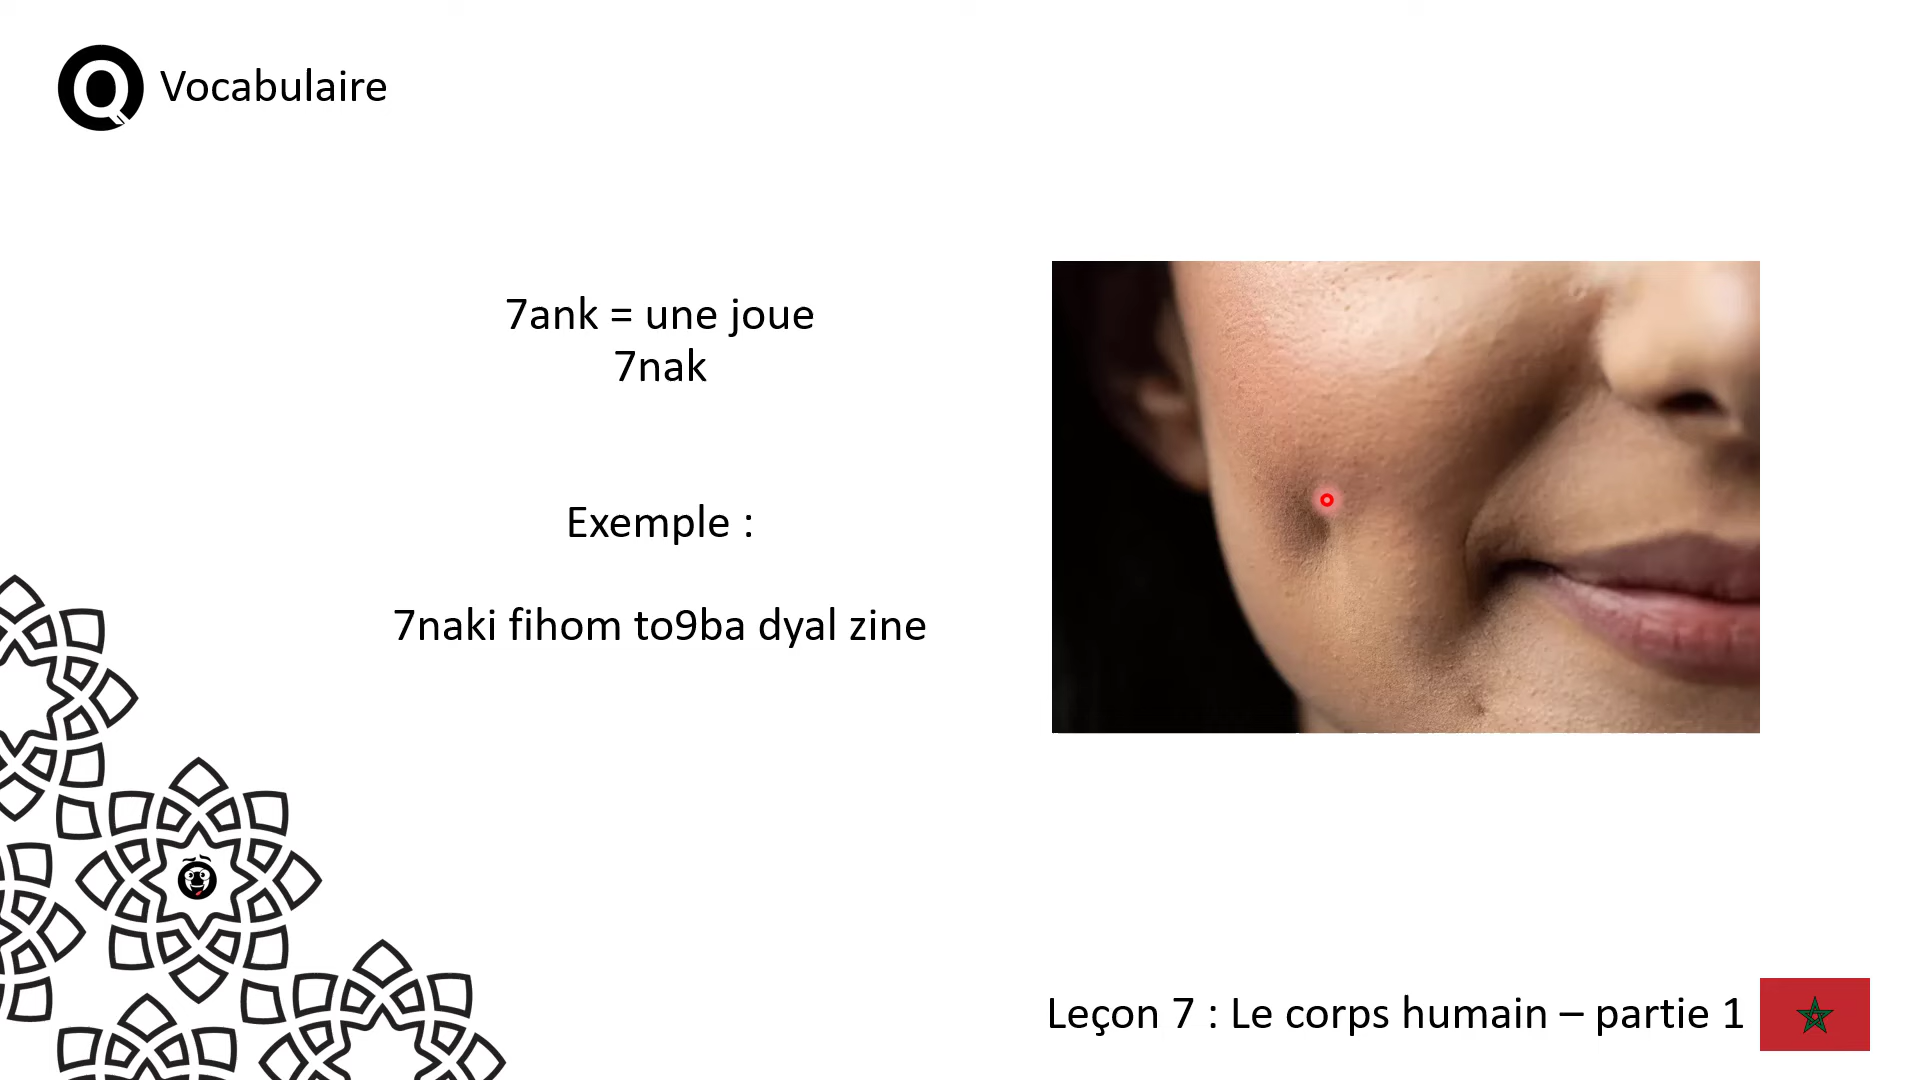 Q Vocabulaire
7ank = une joue
7nak
Exemple :
7naki fihom to9ba dyal zine
Leçon 7 : Le corps humain – partie 1